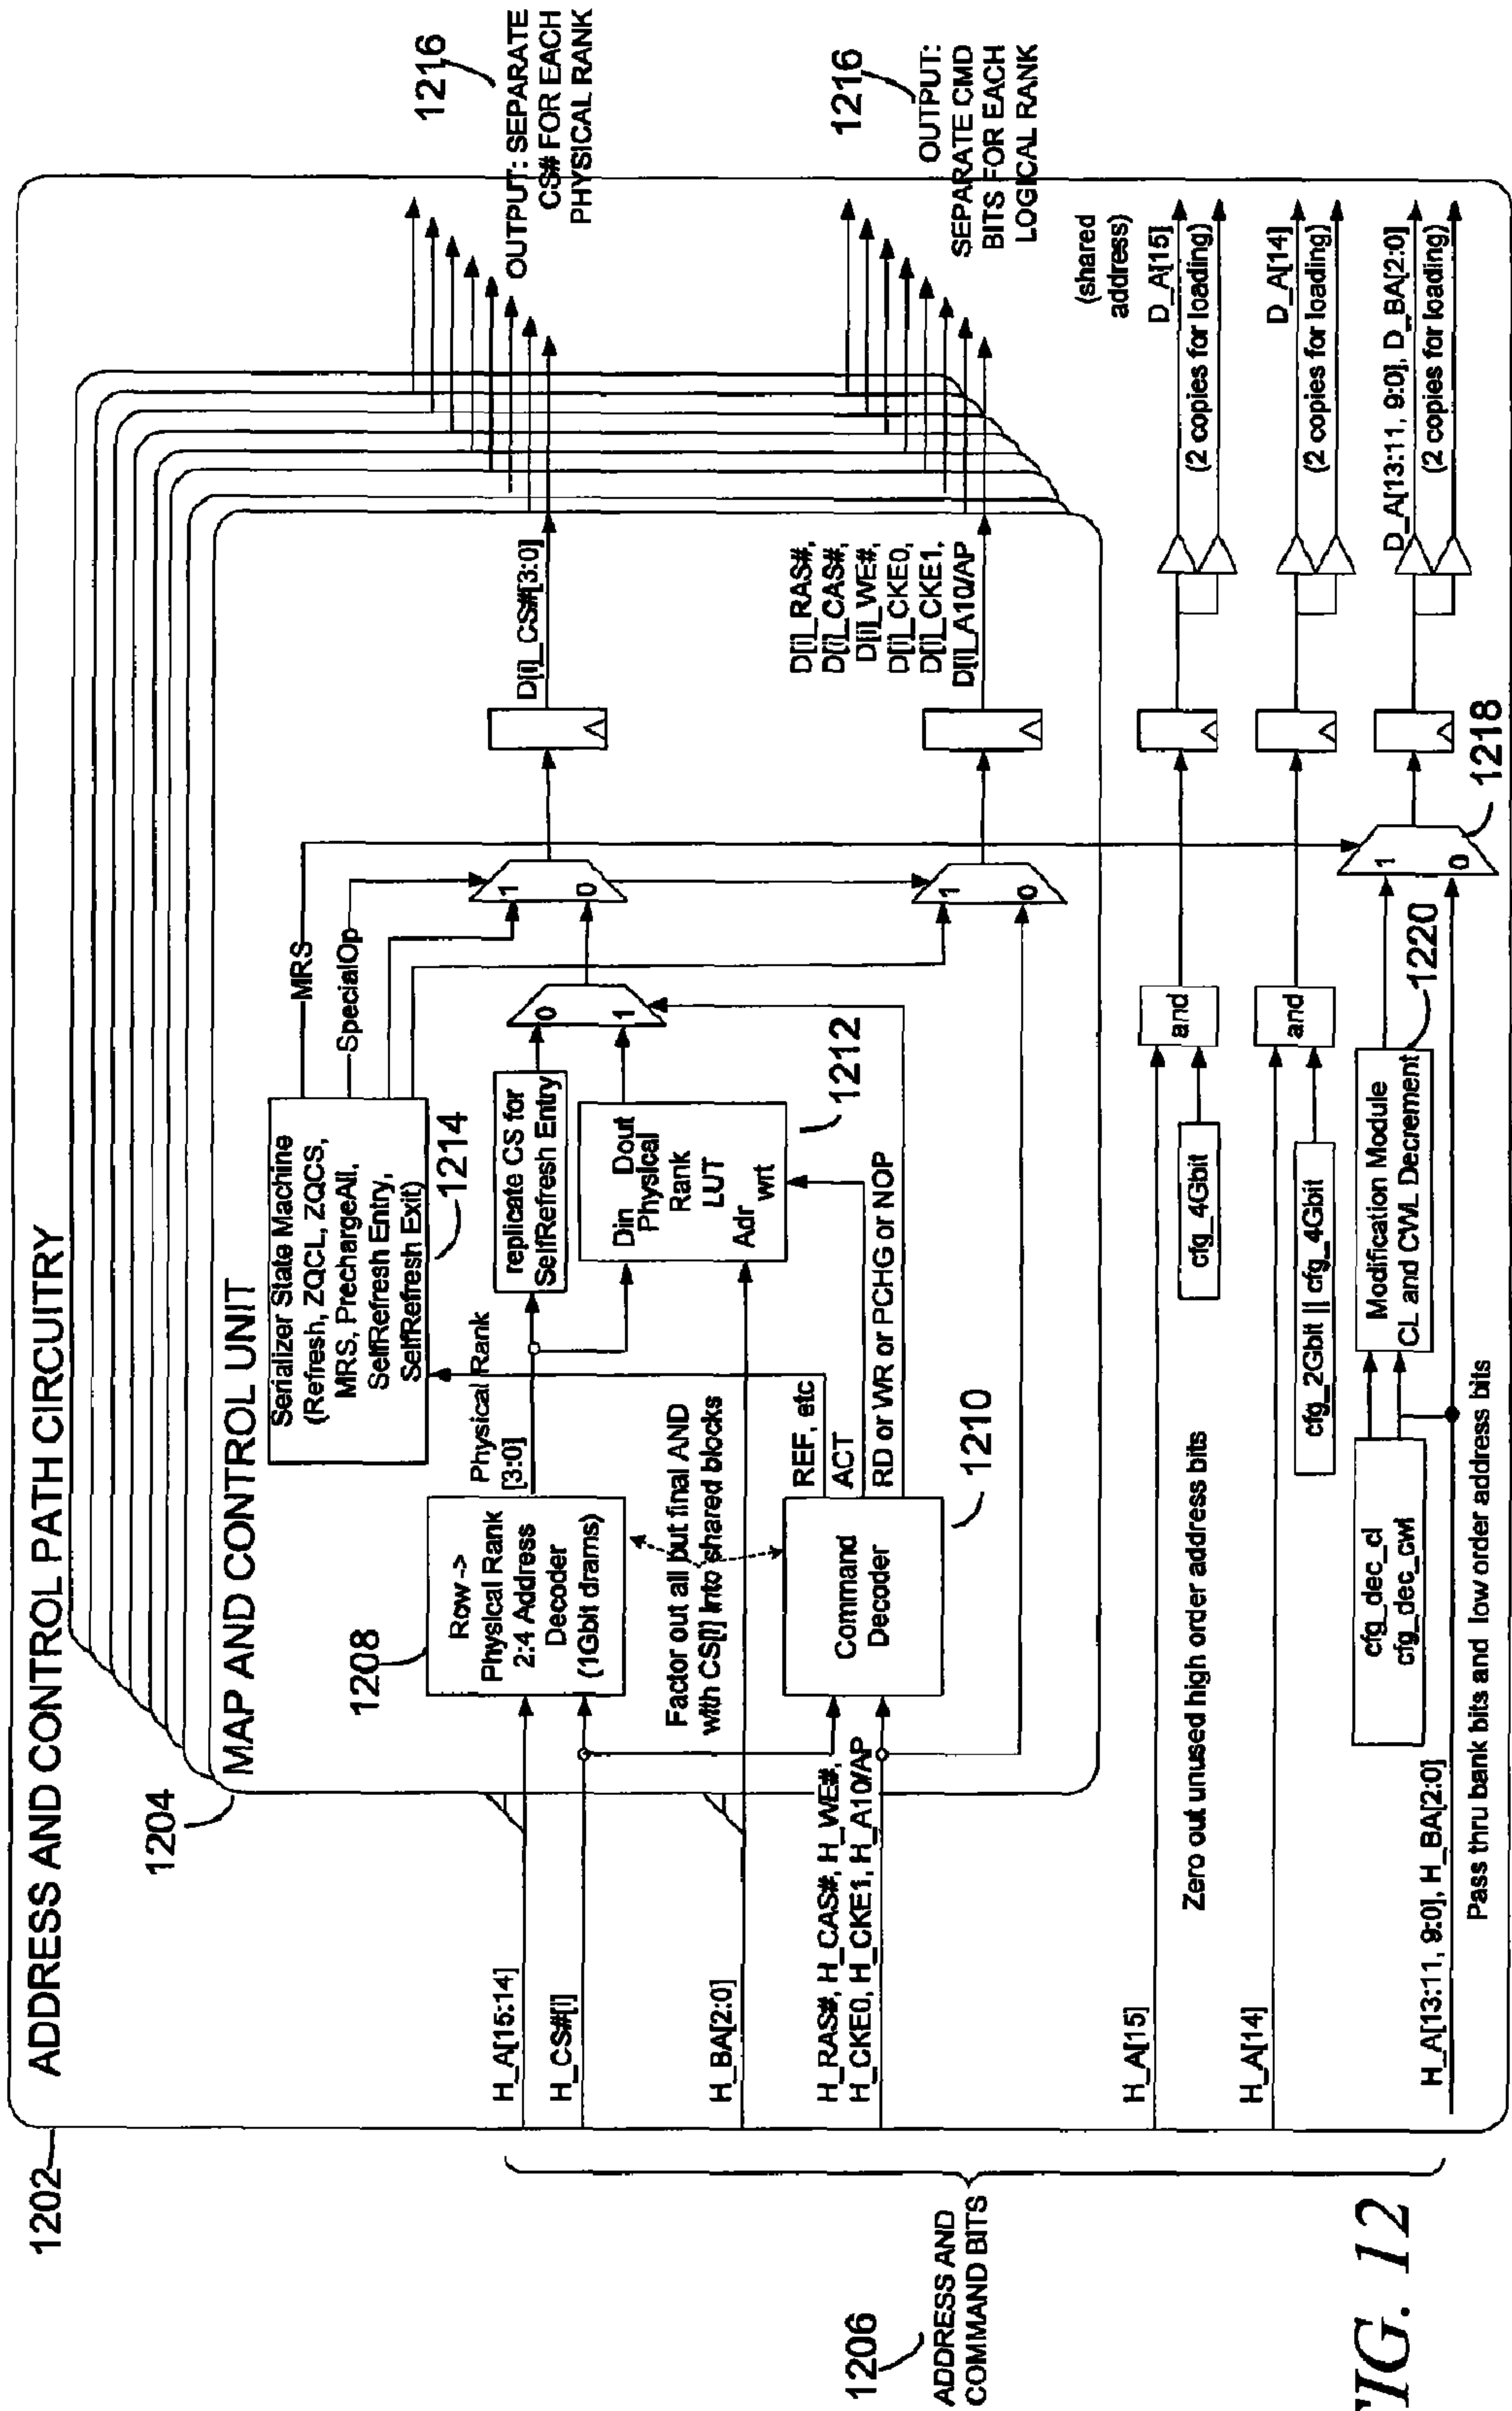 ADDRESS AND CONTROL PATH CIRCUITRY
1202
1204
MAP AND CONTROL UNIT
Serializer State Machine
(Refresh, ZQCL, ZQCS,
MRS, PrechargeAll,
SelfRefresh Entry,
SelfRefresh Exit)
1214
MRS
SpecialOp
1208
Row ->
Physical Rank
2:4 Address
Decoder
(1Gbit drams)
Physical Rank
[3:0]
replicate CS for
SelfRefresh Entry
0
1
1
0
Din Dout
Physical
Rank
LUT
Adr wrt
1212
Factor out all but final AND
with CS[i] into shared blocks
Command
Decoder
REF, etc
ACT
RD or WR or PCHG or NOP
1210
1
0
D[i]_CS#[3:0]
D[i]_RAS#,
D[i]_CAS#,
D[i]_WE#,
D[i]_CKE0,
D[i]_CKE1,
D[i]_A10/AP
1216
OUTPUT: SEPARATE
CS# FOR EACH
PHYSICAL RANK
1216
OUTPUT:
SEPARATE CMD
BITS FOR EACH
LOGICAL RANK
1206
ADDRESS AND
COMMAND BITS
H_A[15:14]
H_CS#[i]
H_BA[2:0]
H_RAS#, H_CAS#, H_WE#,
H_CKE0, H_CKE1, H_A10/AP
H_A[15]
Zero out unused high order address bits
cfg_4Gbit
and
(shared
address)
D_A[15]
(2 copies for loading)
H_A[14]
cfg_2Gbit || cfg_4Gbit
and
D_A[14]
(2 copies for loading)
cfg_dec_cl
cfg_dec_cwl
Modification Module
CL and CWL Decrement
1220
1
0
1218
D_A[13:11, 9:0], D_BA[2:0]
(2 copies for loading)
H_A[13:11, 9:0], H_BA[2:0]
Pass thru bank bits and low order address bits
FIG. 12